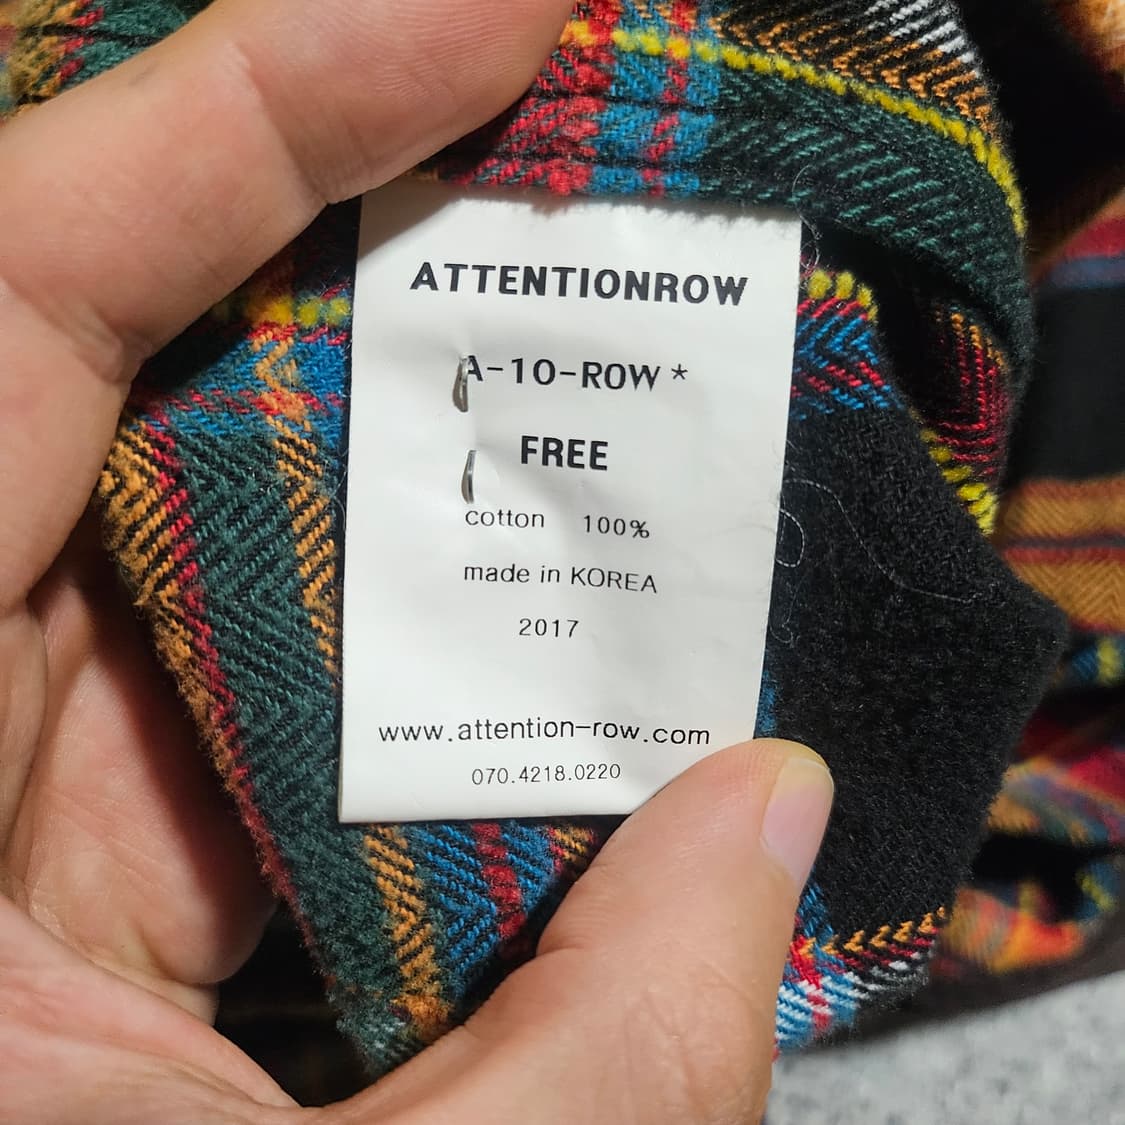 ATTENTIONROW
A-10-ROW *
FREE
cotton 100%
made in KOREA
2017
www.attention-row.com
070.4218.0220